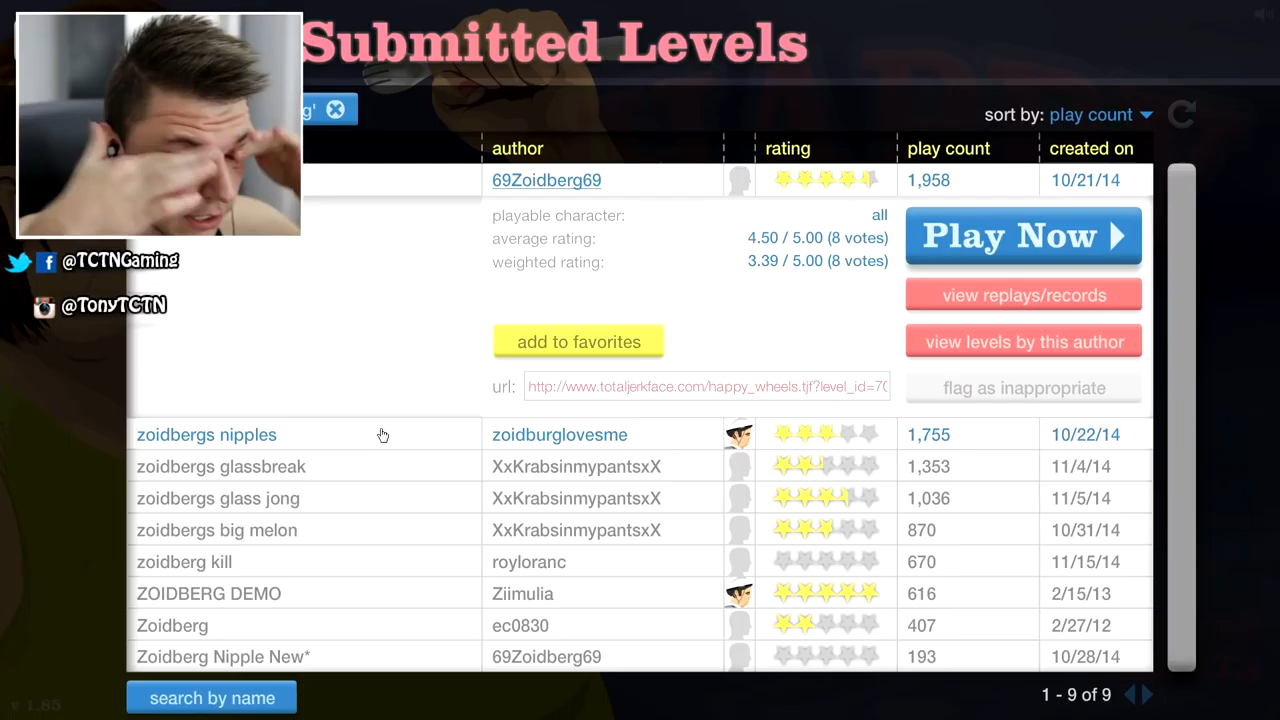 Submitted Levels
g'
sort by: play count
author rating play count created on
69Zoidberg69 1,958 10/21/14
playable character: all
average rating: 4.50 / 5.00 (8 votes)
weighted rating: 3.39 / 5.00 (8 votes)
Play Now
view replays/records
view levels by this author
flag as inappropriate
add to favorites
url: http://www.totaljerkface.com/happy_wheels.tjf?level_id=7(
@TCTNGaming
@TonyTCTN
zoidbergs nipples zoidburglovesme 1,755 10/22/14
zoidbergs glassbreak XxKrabsinmypantsxX 1,353 11/4/14
zoidbergs glass jong XxKrabsinmypantsxX 1,036 11/5/14
zoidbergs big melon XxKrabsinmypantsxX 870 10/31/14
zoidberg kill royloranc 670 11/15/14
ZOIDBERG DEMO Ziimulia 616 2/15/13
Zoidberg ec0830 407 2/27/12
Zoidberg Nipple New* 69Zoidberg69 193 10/28/14
search by name
1 - 9 of 9
v 1.85